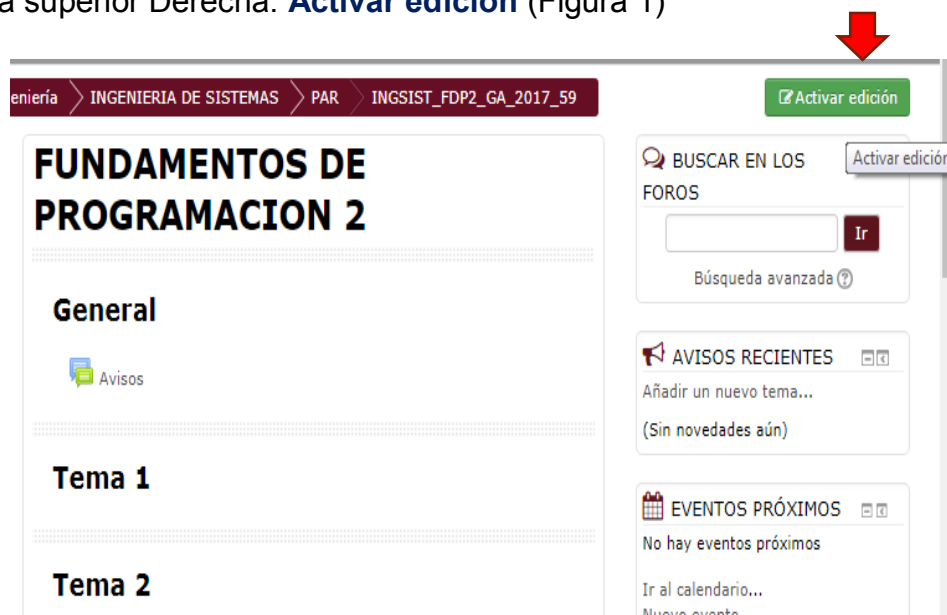 a superior Derecha: Activar edición (Figura 1)
eniería INGENIERIA DE SISTEMAS PAR INGSIST_FDP2_GA_2017_59
Activar edición
FUNDAMENTOS DE
PROGRAMACION 2
General
Avisos
Tema 1
Tema 2
BUSCAR EN LOS
FOROS
Activar edición
Ir
Búsqueda avanzada
AVISOS RECIENTES
Añadir un nuevo tema...
(Sin novedades aún)
EVENTOS PRÓXIMOS
No hay eventos próximos
Ir al calendario...
Nuevo evento...